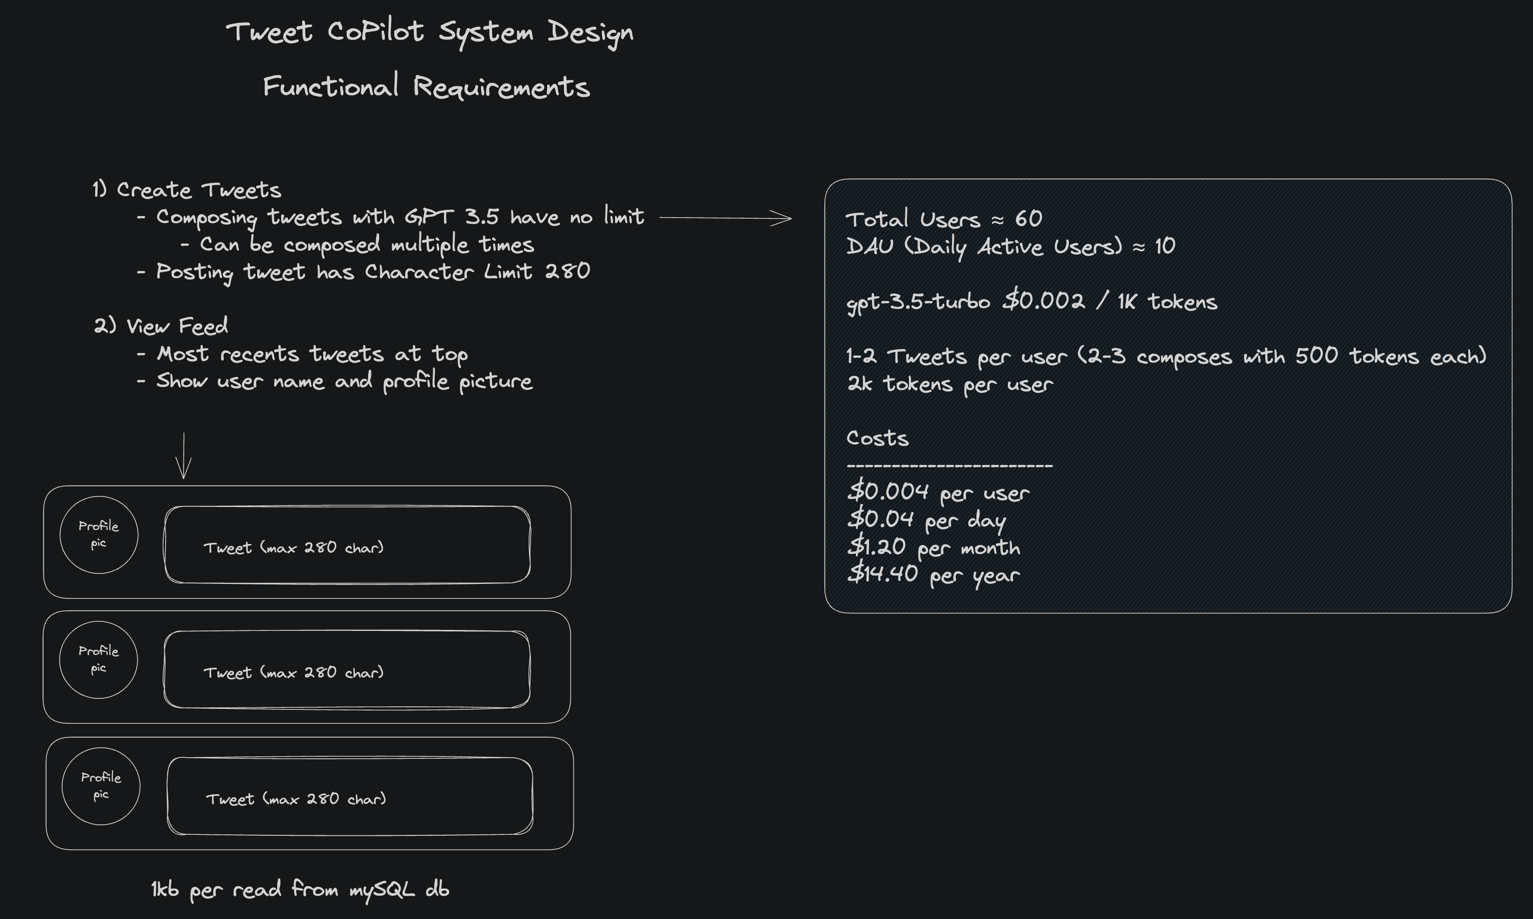 Tweet CoPilot System Design
Functional Requirements
1) Create Tweets
- Composing tweets with GPT 3.5 have no limit
- Can be composed multiple times
- Posting tweet has Character Limit 280
2) View Feed
- Most recents tweets at top
- Show user name and profile picture
Profile
pic
Tweet (max 280 char)
Profile
pic
Tweet (max 280 char)
Profile
pic
Tweet (max 280 char)
1kb per read from mySQL db
Total Users ≈ 60
DAU (Daily Active Users) ≈ 10
gpt-3.5-turbo $0.002 / 1K tokens
1-2 Tweets per user (2-3 composes with 500 tokens each)
2k tokens per user
Costs
-----------------------
$0.004 per user
$0.04 per day
$1.20 per month
$14.40 per year